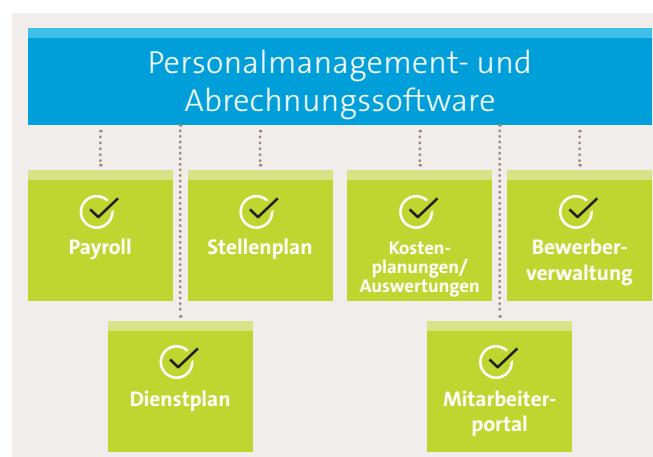 Personalmanagement- und
Abrechnungssoftware
Payroll
Stellenplan
Kosten-
planungen/
Auswertungen
Bewerber-
verwaltung
Dienstplan
Mitarbeiter-
portal